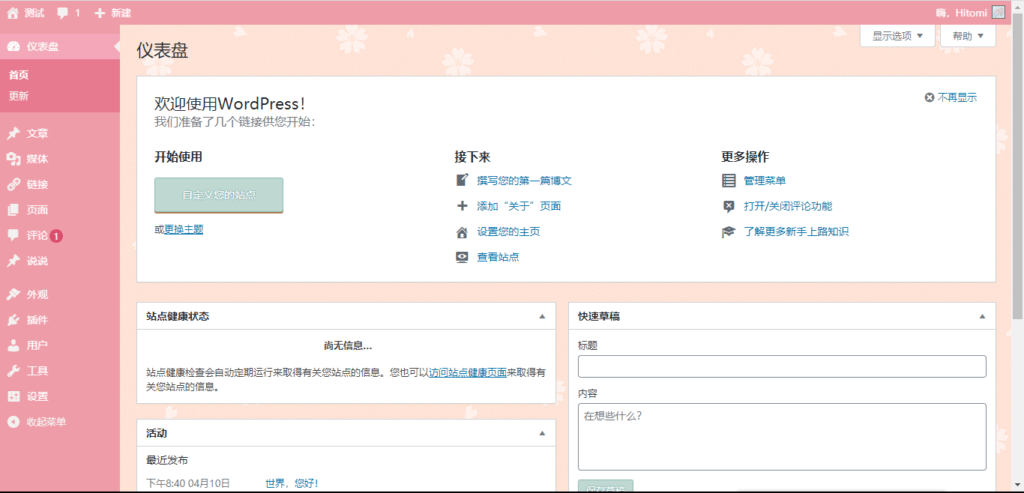 测试 1 新建 嗨，Hitomi
仪表盘
首页
更新
文章
媒体
链接
页面
评论 1
说说
外观
插件
用户
工具
设置
收起菜单
显示选项 帮助
仪表盘
欢迎使用WordPress！
不再显示
我们准备了几个链接供您开始：
开始使用
自定义您的站点
或更换主题
接下来
撰写您的第一篇博文
添加“关于”页面
设置您的主页
查看站点
更多操作
管理菜单
打开/关闭评论功能
了解更多新手上路知识
站点健康状态
尚无信息…
站点健康检查会自动定期运行来取得有关您站点的信息。您也可以访问站点健康页面来取得有
关您站点的信息。
活动
最近发布
下午8:40 04月10日 世界，您好！
快速草稿
标题
内容
在想些什么？
保存草稿